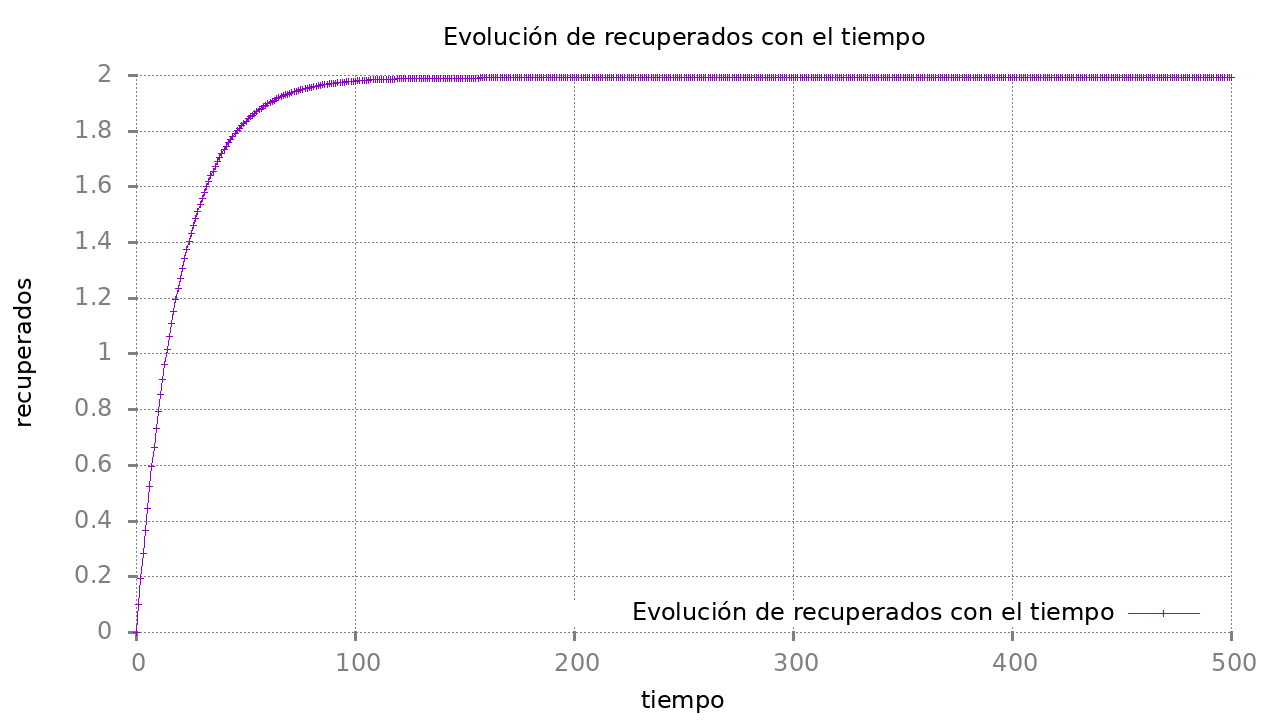 Evolución de recuperados con el tiempo
2
1.8
1.6
1.4
1.2
1
0.8
0.6
0.4
0.2
0
recuperados
Evolución de recuperados con el tiempo
0 100 200 300 400 500
tiempo